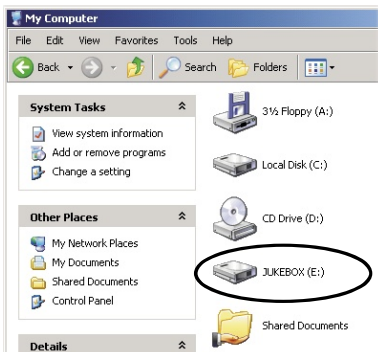 My Computer
File Edit View Favorites Tools Help
Back Search Folders
System Tasks
View system information
Add or remove programs
Change a setting
Other Places
My Network Places
My Documents
Shared Documents
Control Panel
Details
3½ Floppy (A:)
Local Disk (C:)
CD Drive (D:)
JUKEBOX (E:)
Shared Documents